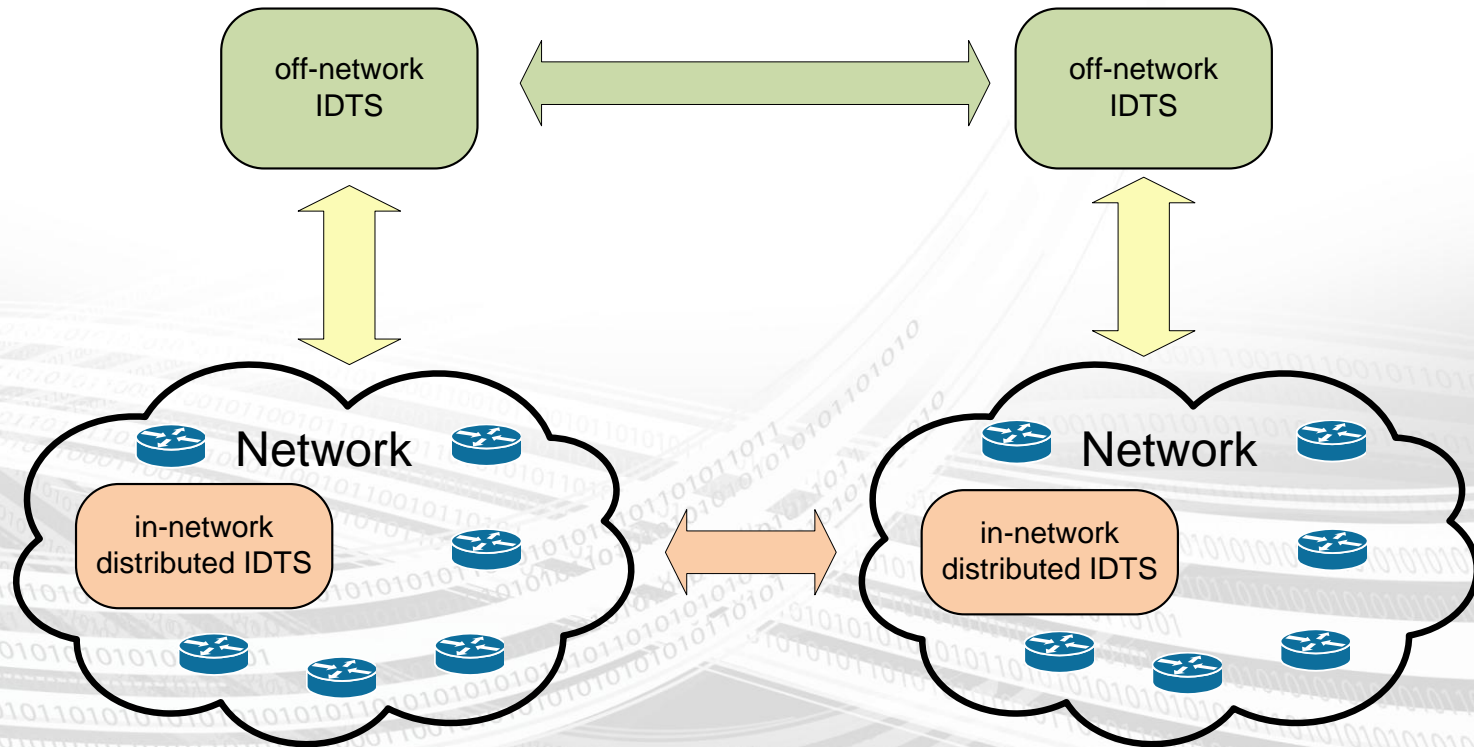 off-network
IDTS
off-network
IDTS
Network
in-network
distributed IDTS
Network
in-network
distributed IDTS